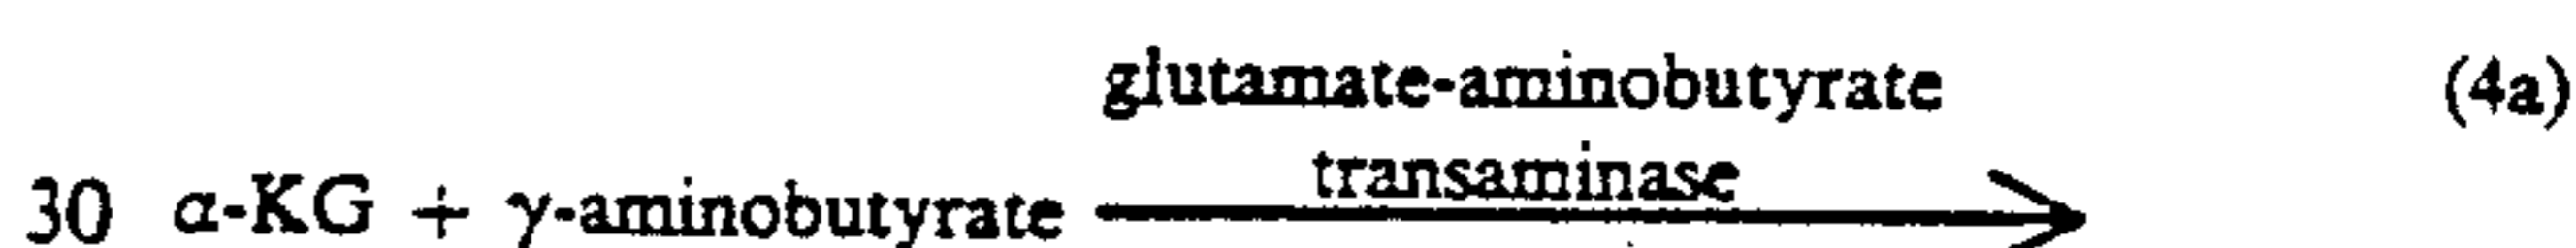 glutamate-aminobutyrate (4a)
transaminase
30 α-KG + γ-aminobutyrate ⟶